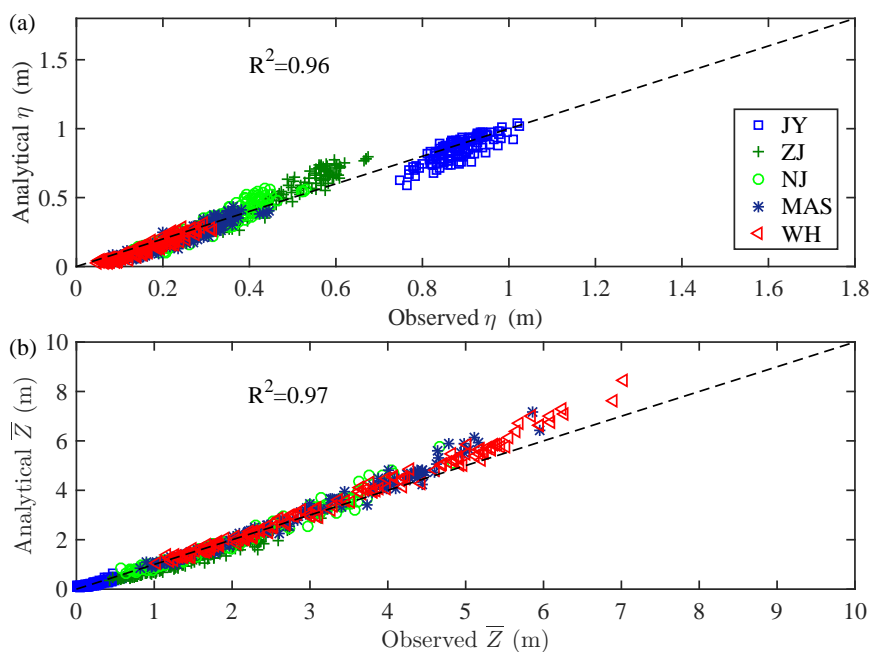 (a)
1.5
1
0.5
0
Analytical η (m)
R²=0.96
JY
ZJ
NJ
MAS
WH
0 0.2 0.4 0.6 0.8 1 1.2 1.4 1.6 1.8
Observed η (m)
(b)
10
8
6
4
2
0
Analytical Z̅ (m)
R²=0.97
0 1 2 3 4 5 6 7 8 9 10
Observed Z̅ (m)